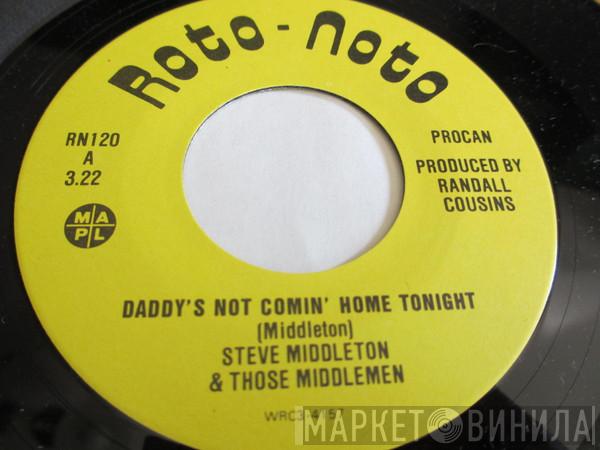 Roto-Noto
RN120
A
3.22
MAPL
PROCAN
PRODUCED BY
RANDALL
COUSINS
DADDY'S NOT COMIN' HOME TONIGHT
(Middleton)
STEVE MIDDLETON
& THOSE MIDDLEMEN
МАРКЕТ ВИНИЛА